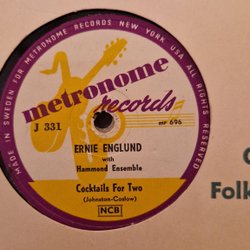 MADE IN SWEDEN FOR METRONOME RECORDS NEW YORK USA ALL RIGHTS RESERVED
metronome
records
J 331
MP 696
ERNIE ENGLUND
with
Hammond Ensemble
Cocktails For Two
(Johnston-Coslow)
NCB
Folk